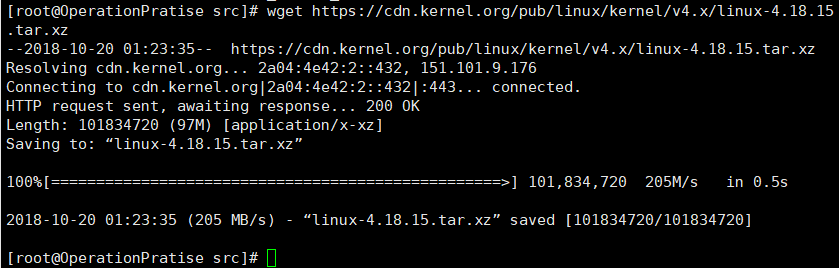 [root@OperationPratise src]# wget https://cdn.kernel.org/pub/linux/kernel/v4.x/linux-4.18.15
.tar.xz
--2018-10-20 01:23:35--  https://cdn.kernel.org/pub/linux/kernel/v4.x/linux-4.18.15.tar.xz
Resolving cdn.kernel.org... 2a04:4e42:2::432, 151.101.9.176
Connecting to cdn.kernel.org|2a04:4e42:2::432|:443... connected.
HTTP request sent, awaiting response... 200 OK
Length: 101834720 (97M) [application/x-xz]
Saving to: “linux-4.18.15.tar.xz”
100%[==================================================>] 101,834,720  205M/s   in 0.5s
2018-10-20 01:23:35 (205 MB/s) - “linux-4.18.15.tar.xz” saved [101834720/101834720]
[root@OperationPratise src]#